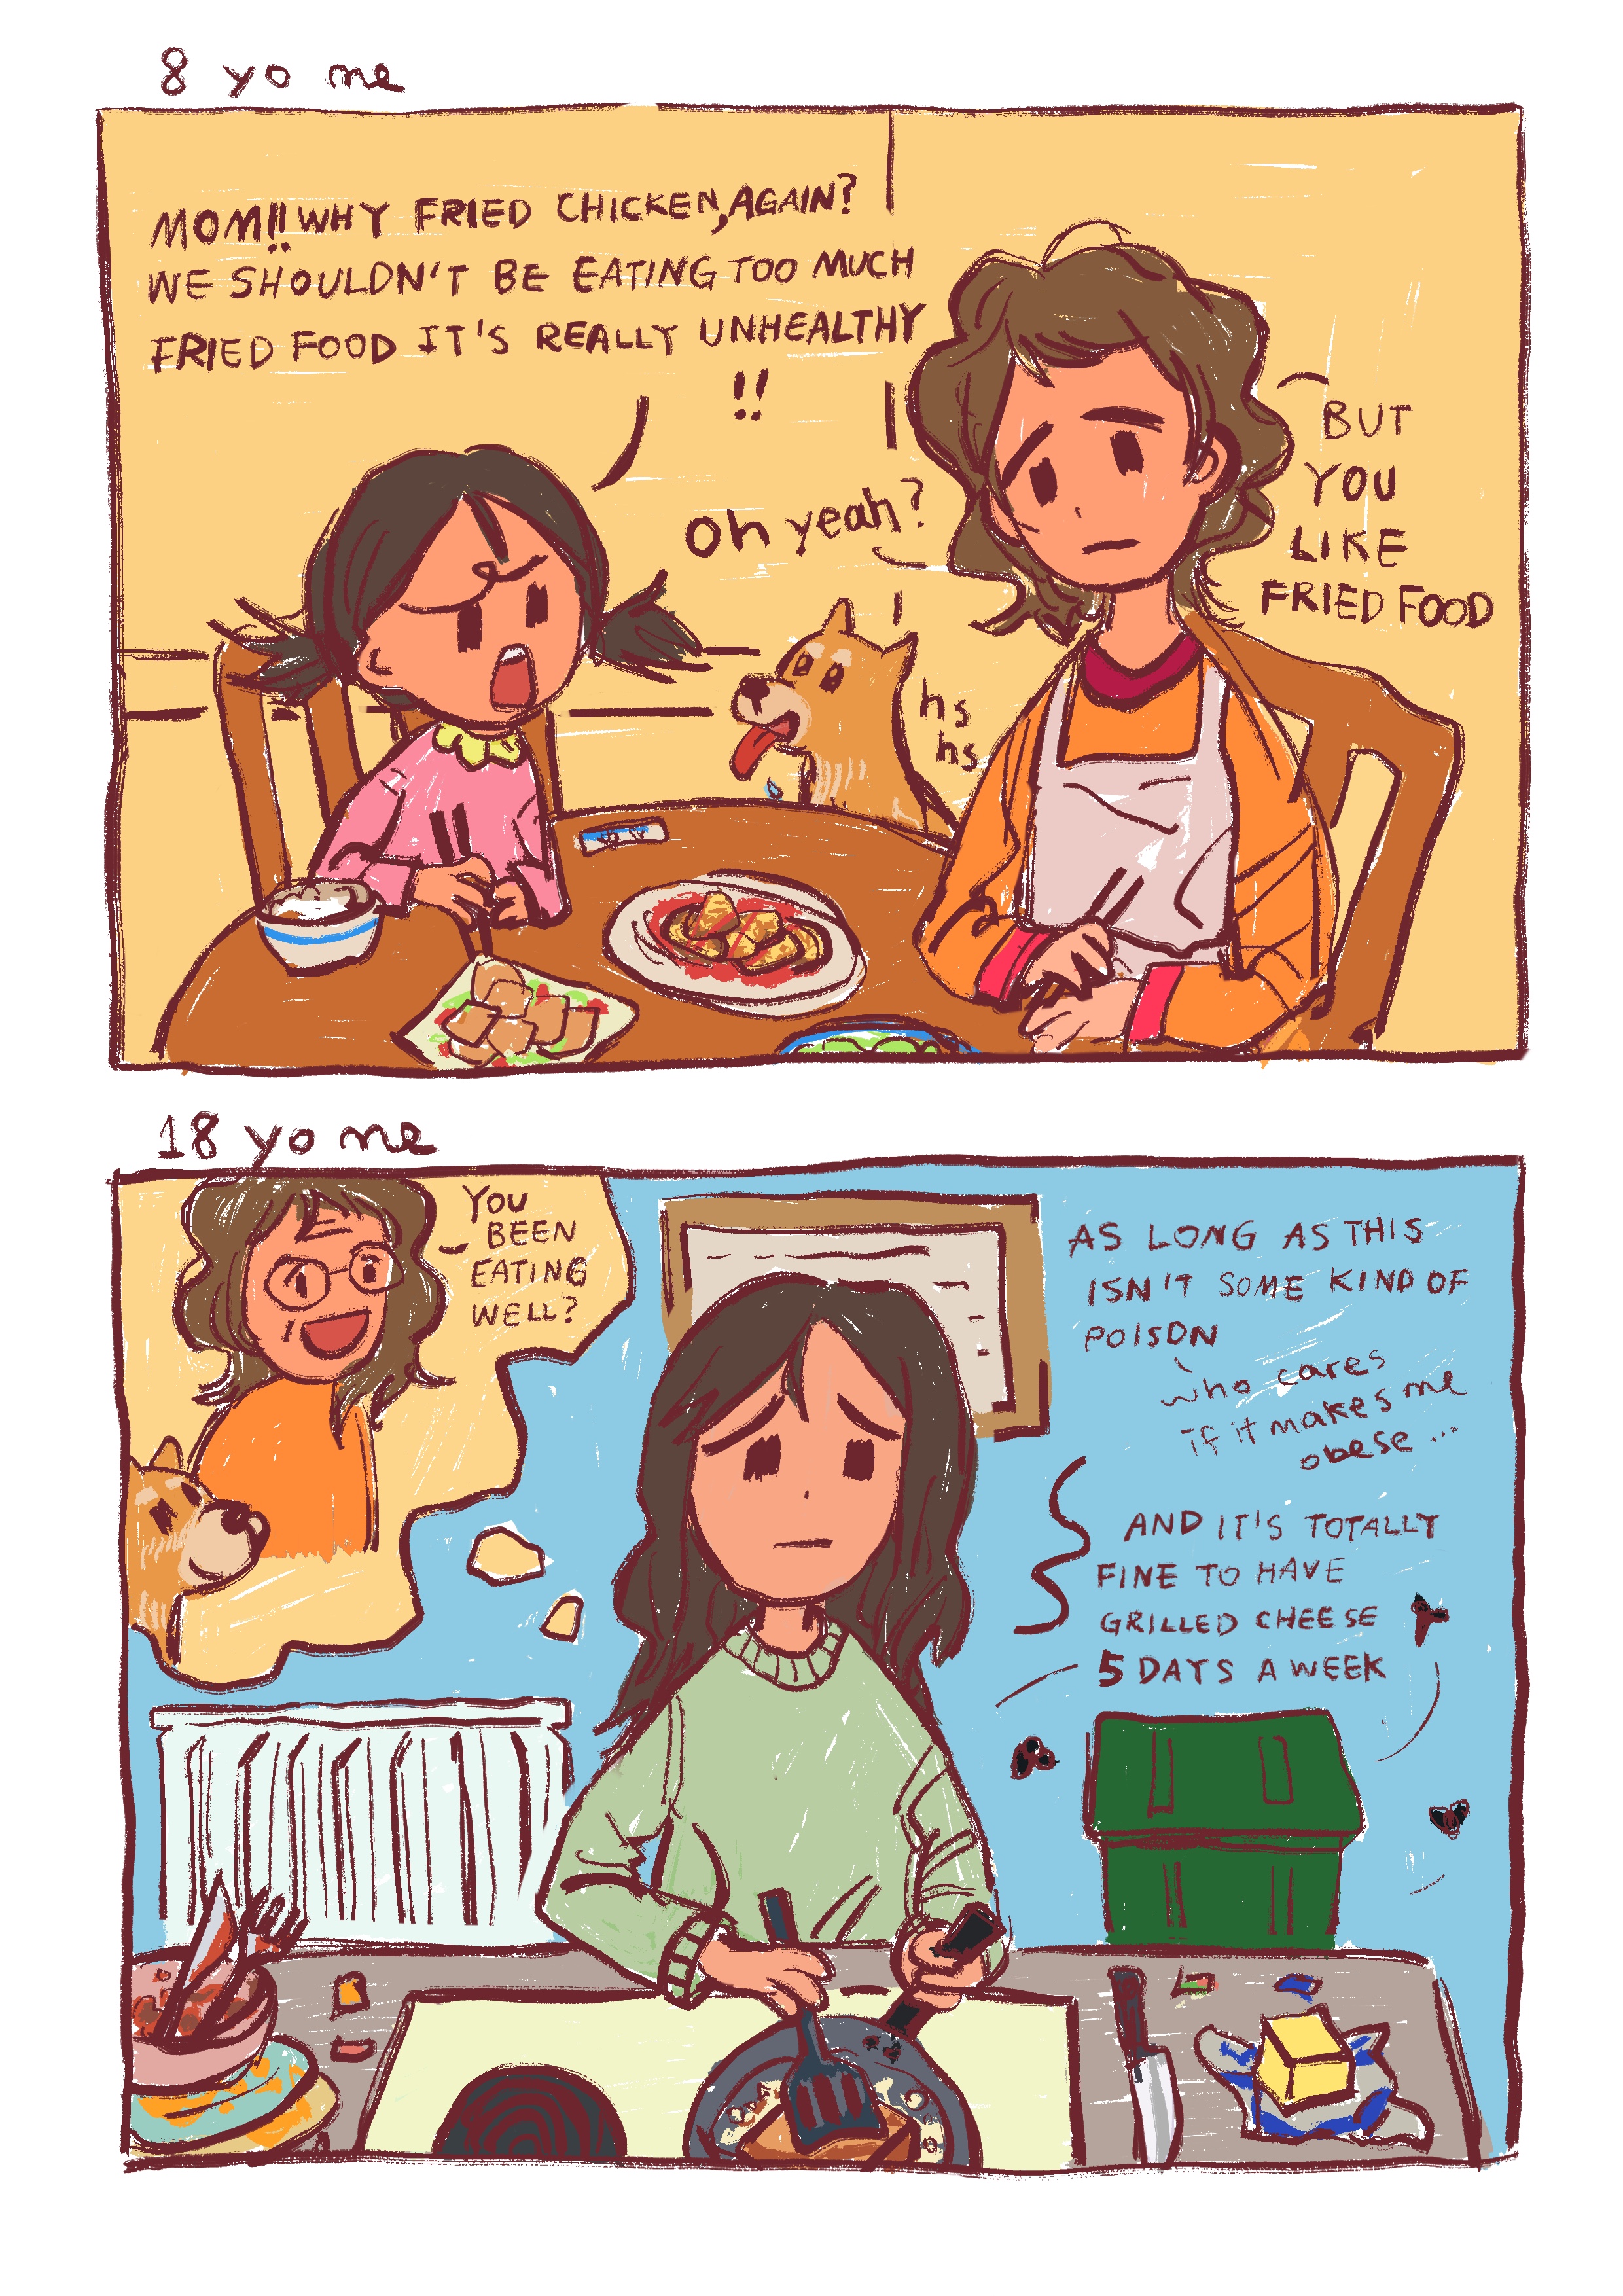 8 yo me
MOM!! WHY FRIED CHICKEN, AGAIN?
WE SHOULDN'T BE EATING TOO MUCH
FRIED FOOD IT'S REALLY UNHEALTHY
!!
oh yeah?
BUT
YOU
LIKE
FRIED FOOD
hs
hs
18 yo me
YOU
BEEN
EATING
WELL?
AS LONG AS THIS
ISN'T SOME KIND OF
POISON
who cares
if it makes me
obese...
AND IT'S TOTALLY
FINE TO HAVE
GRILLED CHEESE
5 DAYS A WEEK